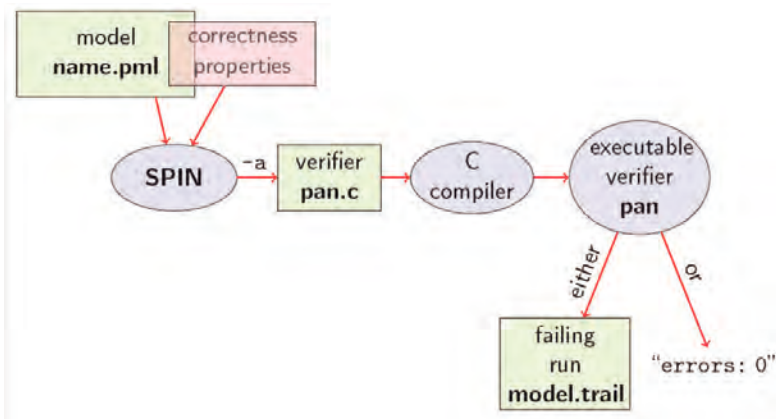 model
name.pml
correctness
properties
SPIN
-a
verifier
pan.c
C
compiler
executable
verifier
pan
either
or
failing
run
model.trail
“errors: 0”